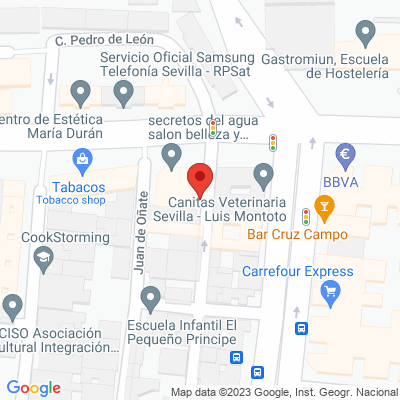 C. Pedro de León
Servicio Oficial Samsung
Telefonía Sevilla - RPSat
Gastromiun, Escuela
de Hostelería
entro de Estética
María Durán
secretos del agua
salon belleza y...
Tabacos
Tobacco shop
BBVA
Canitas Veterinaria
Sevilla - Luis Montoto
Juan de Oñate
Bar Cruz Campo
CookStorming
Carrefour Express
Escuela Infantil El
Pequeño Principe
CISO Asociación
ultural Integración...
Google
Map data ©2023 Google, Inst. Geogr. Nacional